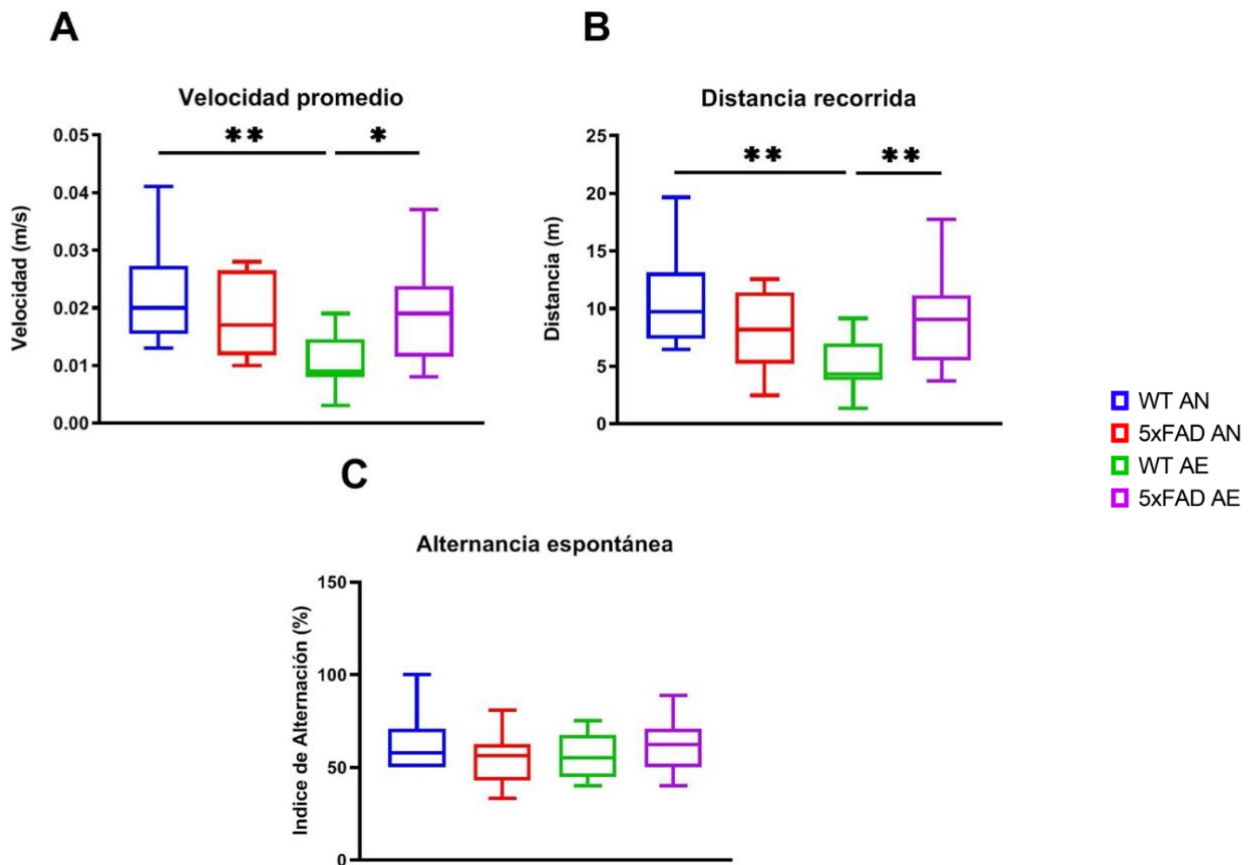 A
Velocidad promedio
**
*
0.05
0.04
0.03
0.02
0.01
0.00
Velocidad (m/s)
B
Distancia recorrida
**
**
25
20
15
10
5
0
Distancia (m)
WT AN
5xFAD AN
WT AE
5xFAD AE
C
Alternancia espontánea
150
100
50
0
Indice de Alternación (%)